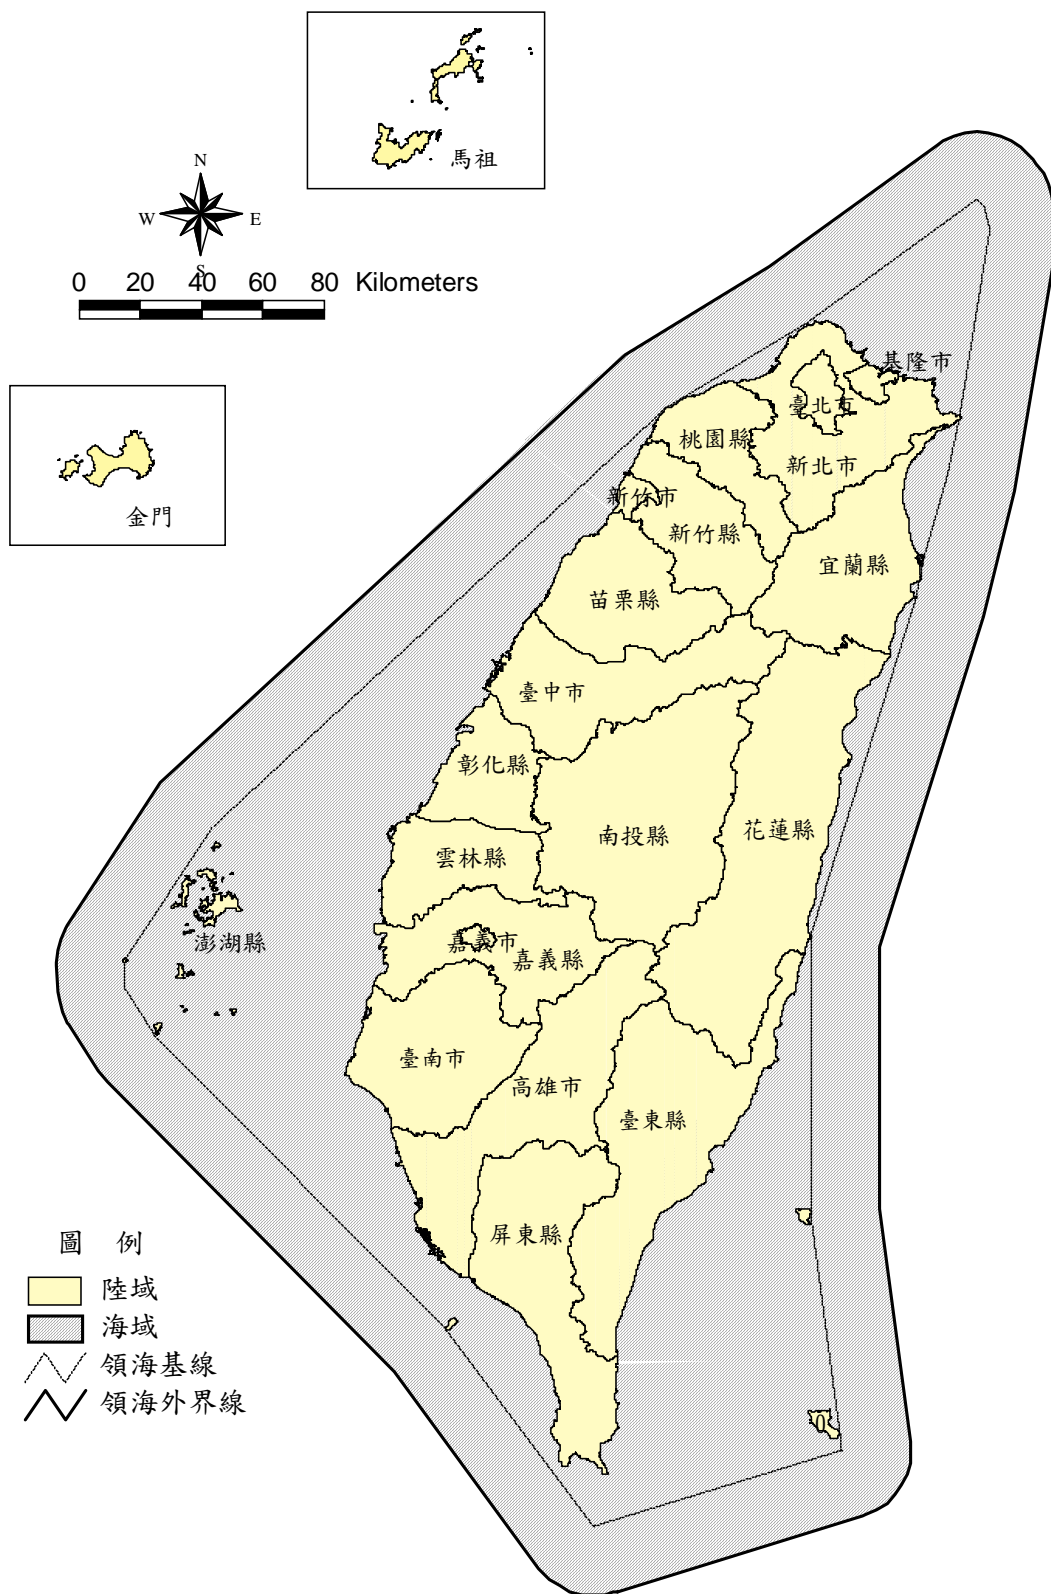 馬祖
N
W
E
S
0 20 40 60 80 Kilometers
金門
基隆市
臺北市
桃園縣
新北市
新竹市
新竹縣
宜蘭縣
苗栗縣
臺中市
彰化縣
南投縣
花蓮縣
雲林縣
澎湖縣
嘉義市
嘉義縣
臺南市
高雄市
臺東縣
屏東縣
圖 例
陸域
海域
領海基線
領海外界線